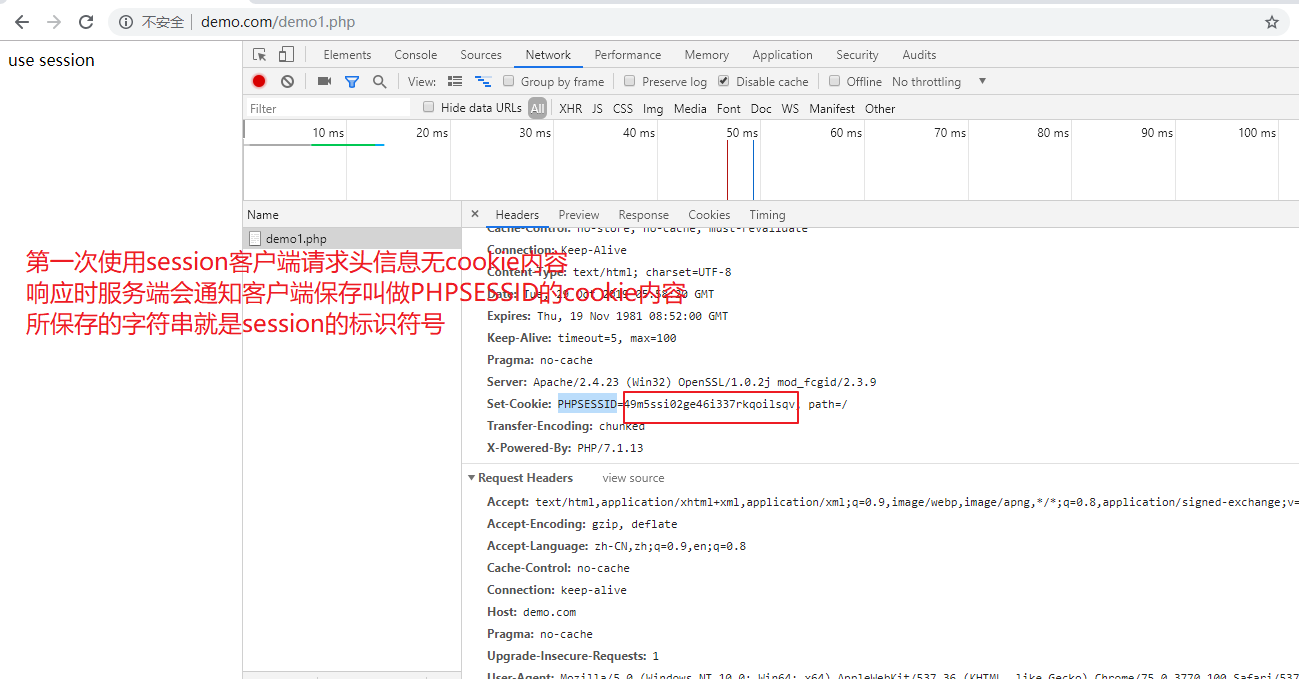 不安全 demo.com/demo1.php
use session
Elements Console Sources Network Performance Memory Application Security Audits
View: Group by frame Preserve log Disable cache Offline No throttling
Filter Hide data URLs All XHR JS CSS Img Media Font Doc WS Manifest Other
10 ms 20 ms 30 ms 40 ms 50 ms 60 ms 70 ms 80 ms 90 ms 100 ms
Name × Headers Preview Response Cookies Timing
demo1.php
Cache-Control: no-store, no-cache, must-revalidate
第一次使用session客户端请求头信息无cookie内容
响应时服务端会通知客户端保存叫做PHPSESSID的cookie内容
所保存的字符串就是session的标识符号
Connection: Keep-Alive
Content-Type: text/html; charset=UTF-8
Date: Tue, 29 Oct 2019 GMT
Expires: Thu, 19 Nov 1981 08:52:00 GMT
Keep-Alive: timeout=5, max=100
Pragma: no-cache
Server: Apache/2.4.23 (Win32) OpenSSL/1.0.2j mod_fcgid/2.3.9
Set-Cookie: PHPSESSID=49m5ssi02ge46i337rkqoilsqv; path=/
Transfer-Encoding: chunked
X-Powered-By: PHP/7.1.13
Request Headers view source
Accept: text/html,application/xhtml+xml,application/xml;q=0.9,image/webp,image/apng,*/*;q=0.8,application/signed-exchange;v=
Accept-Encoding: gzip, deflate
Accept-Language: zh-CN,zh;q=0.9,en;q=0.8
Cache-Control: no-cache
Connection: keep-alive
Host: demo.com
Pragma: no-cache
Upgrade-Insecure-Requests: 1
User-Agent: Mozilla/5.0 (Windows NT 10.0; Win64; x64) AppleWebKit/537.36 (KHTML, like Gecko) Chrome/75.0.3770.100 Safari/537